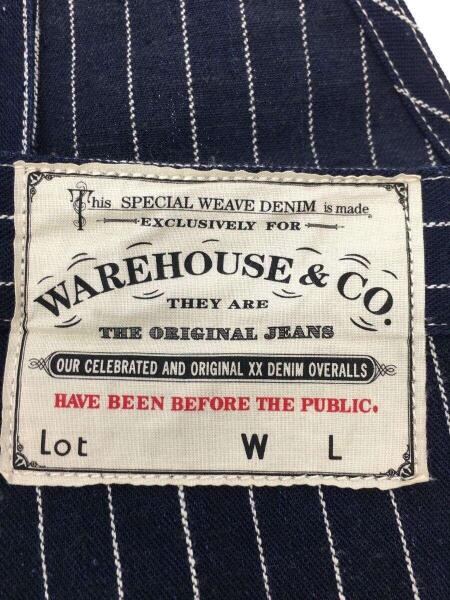 This SPECIAL WEAVE DENIM is made
EXCLUSIVELY FOR
WAREHOUSE & CO.
THEY ARE
THE ORIGINAL JEANS
OUR CELEBRATED AND ORIGINAL XX DENIM OVERALLS
HAVE BEEN BEFORE THE PUBLIC.
Lot W L